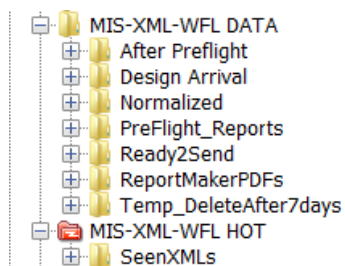 MIS-XML-WFL DATA
After Preflight
Design Arrival
Normalized
PreFlight_Reports
Ready2Send
ReportMakerPDFs
Temp_DeleteAfter7days
MIS-XML-WFL HOT
SeenXMLs